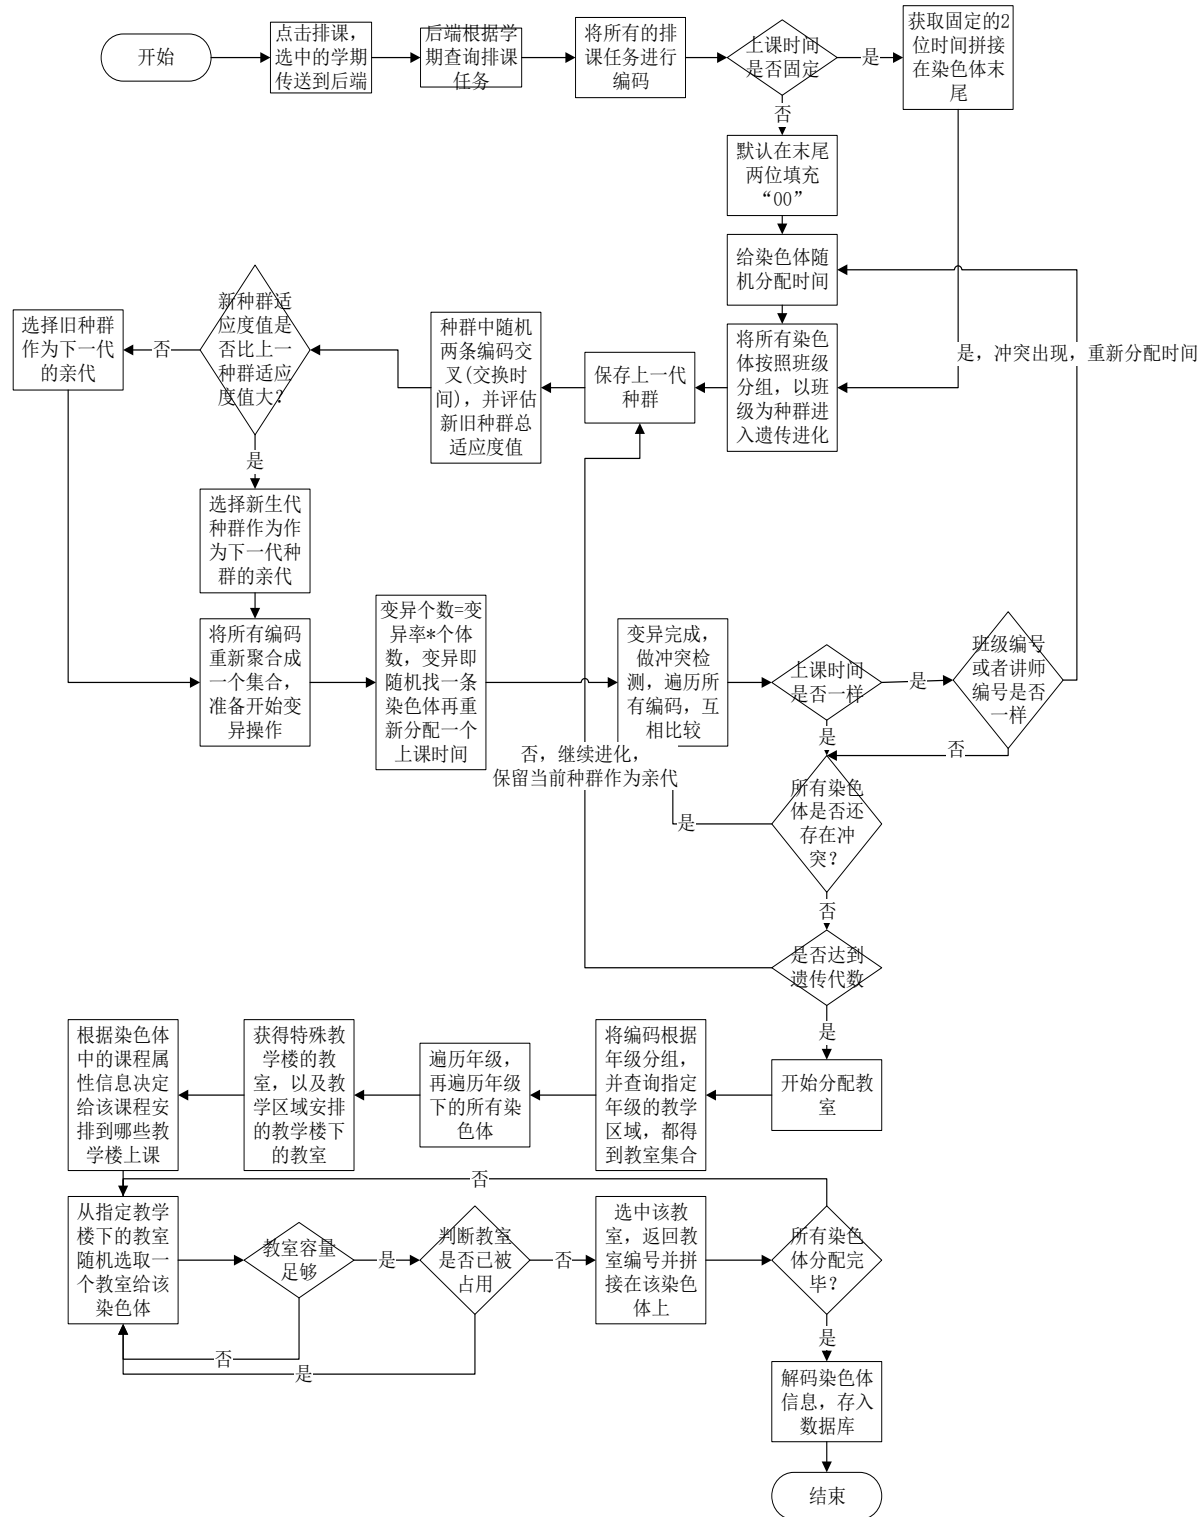 开始
点击排课，
选中的学期
传送到后端
后端根据学
期查询排课
任务
将所有的排
课任务进行
编码
上课时间
是否固定
是
获取固定的2
位时间拼接
在染色体末
尾
否
默认在末尾
两位填充
“00”
给染色体随
机分配时间
是，冲突出现，重新分配时间
将所有染色
体按照班级
分组，以班
级为种群进
入遗传进化
保存上一代
种群
种群中随机
两条编码交
叉(交换时
间)，并评估
新旧种群总
适应度值
新种群适
应度值是
否比上一
种群适应
度值大？
否
选择旧种群
作为下一代
的亲代
是
选择新生代
种群作为作
为下一代种
群的亲代
将所有编码
重新聚合成
一个集合，
准备开始变
异操作
变异个数=变
异率*个体
数，变异即
随机找一条
染色体再重
新分配一个
上课时间
变异完成，
做冲突检
测，遍历所
有编码，互
相比较
上课时间
是否一样
是
班级编号
或者讲师
编号是否
一样
是
否
否，继续进化，
保留当前种群作为亲代
所有染色
体是否还
存在冲
突？
是
否
是否达到
遗传代数
是
开始分配教
室
将编码根据
年级分组，
并查询指定
年级的教学
区域，都得
到教室集合
遍历年级，
再遍历年级
下的所有染
色体
获得特殊教
学楼的教
室，以及教
学区域安排
的教学楼下
的教室
根据染色体
中的课程属
性信息决定
给该课程安
排到哪些教
学楼上课
否
从指定教学
楼下的教室
随机选取一
个教室给该
染色体
教室容量
足够
是
判断教室
是否已被
占用
否
选中该教
室，返回教
室编号并拼
接在该染色
体上
所有染色
体分配完
毕？
否
是
是
解码染色体
信息，存入
数据库
结束